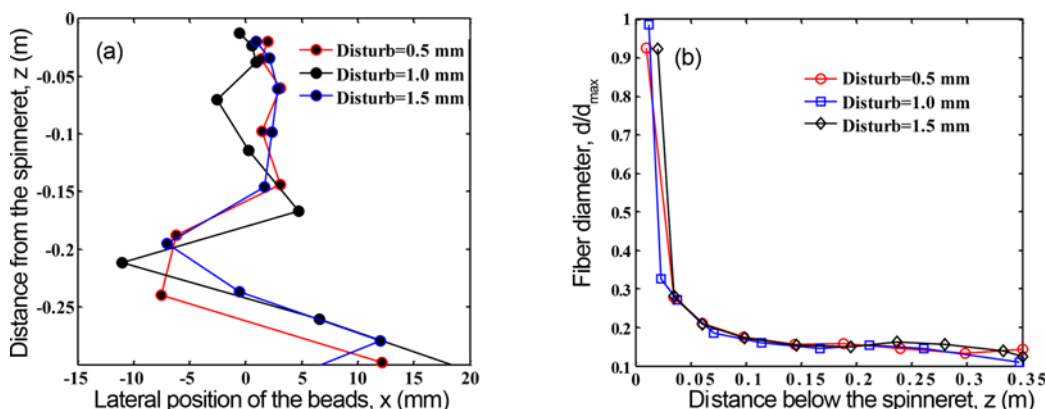 (a)
Disturb=0.5 mm
Disturb=1.0 mm
Disturb=1.5 mm
Distance from the spinneret, z (m)
0
-0.05
-0.1
-0.15
-0.2
-0.25
-15 -10 -5 0 5 10 15 20
Lateral position of the beads, x (mm)
(b)
Disturb=0.5 mm
Disturb=1.0 mm
Disturb=1.5 mm
Fiber diameter, d/dmax
1
0.9
0.8
0.7
0.6
0.5
0.4
0.3
0.2
0.1
0 0.05 0.1 0.15 0.2 0.25 0.3 0.35
Distance below the spinneret, z (m)